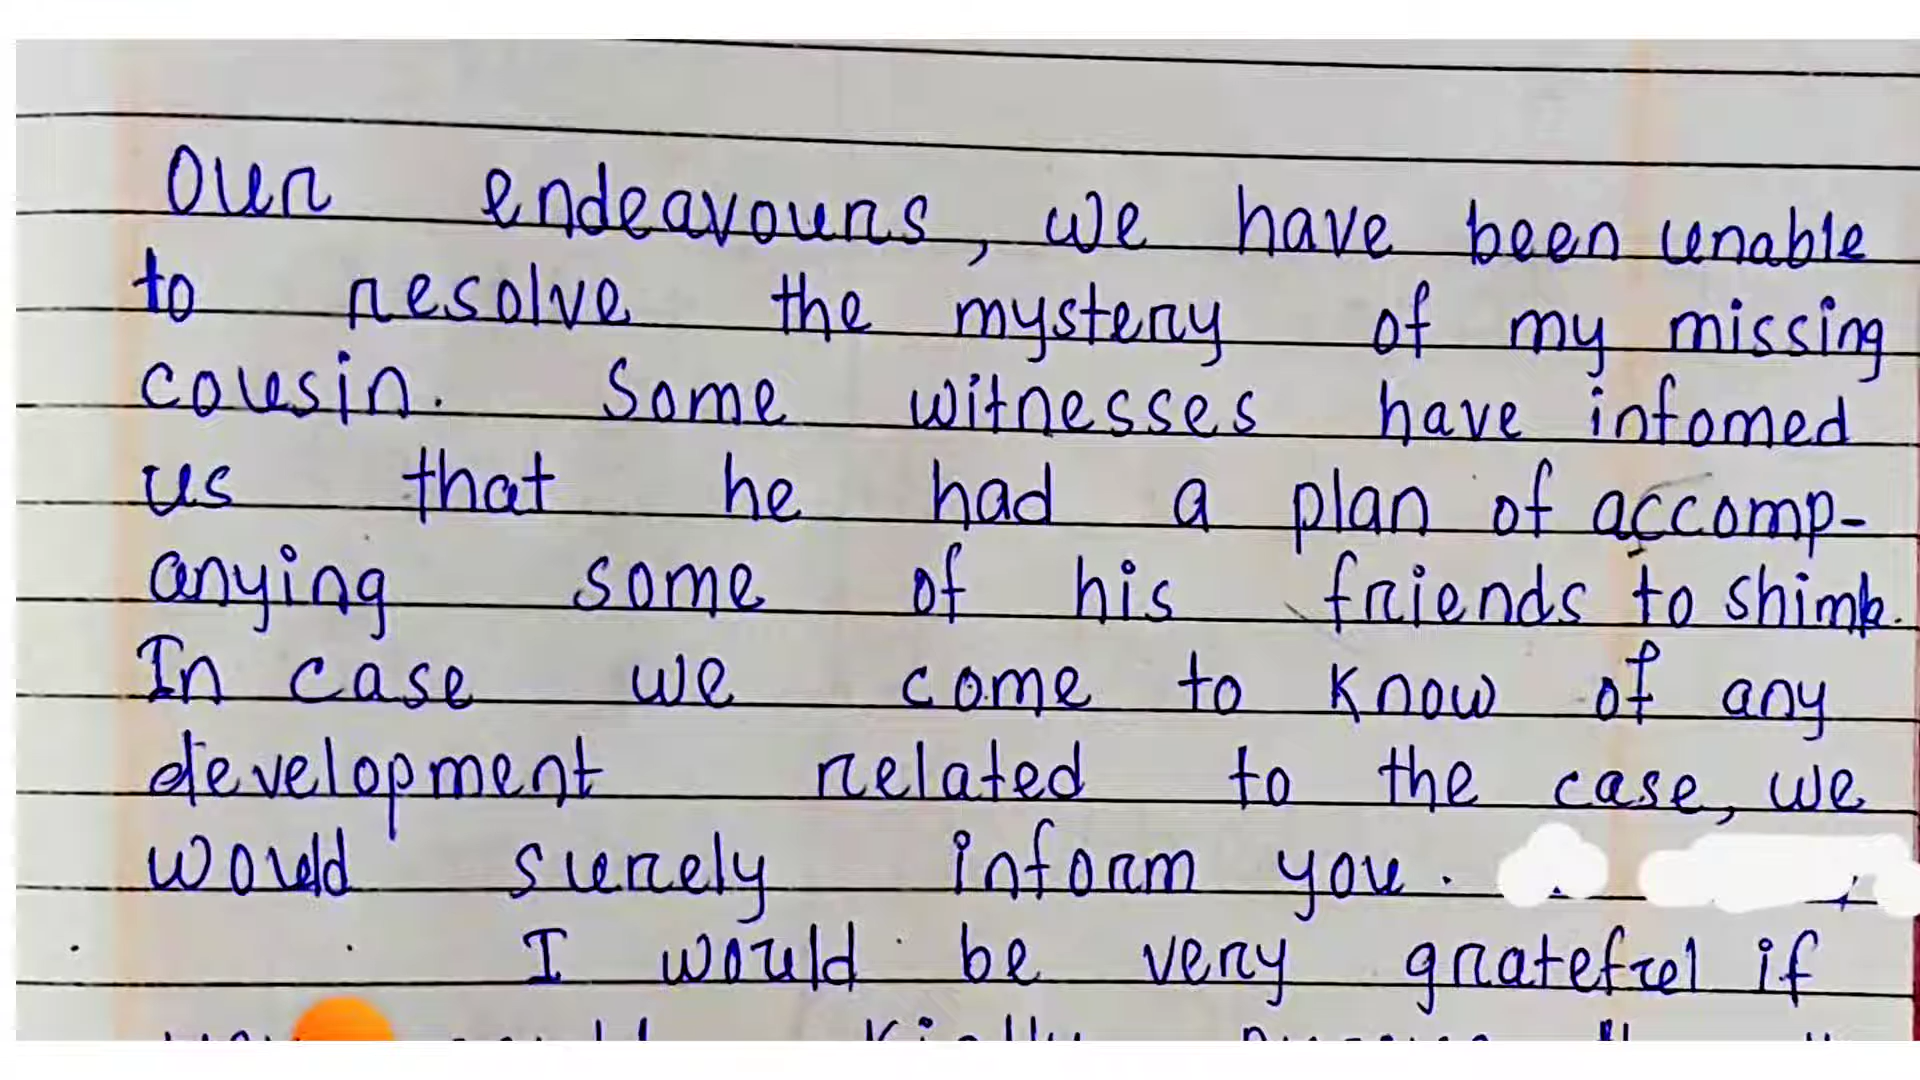 Our endeavours, we have been unable
to resolve the mystery of my missing
cousin. Some witnesses have infomed
us that he had a plan of accomp-
anying some of his friends to shimla.
In case we come to know of any
development related to the case, we
would surely inform you.
I would be very grateful if